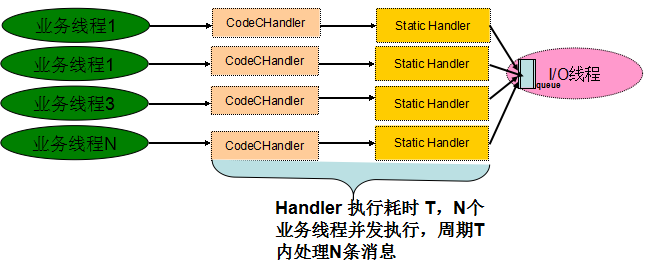 业务线程1 CodeCHandler Static Handler
业务线程1 CodeCHandler Static Handler
业务线程3 CodeCHandler Static Handler
业务线程N CodeCHandler Static Handler
I/O线程
queue
Handler 执行耗时 T，N个
业务线程并发执行，周期T
内处理N条消息